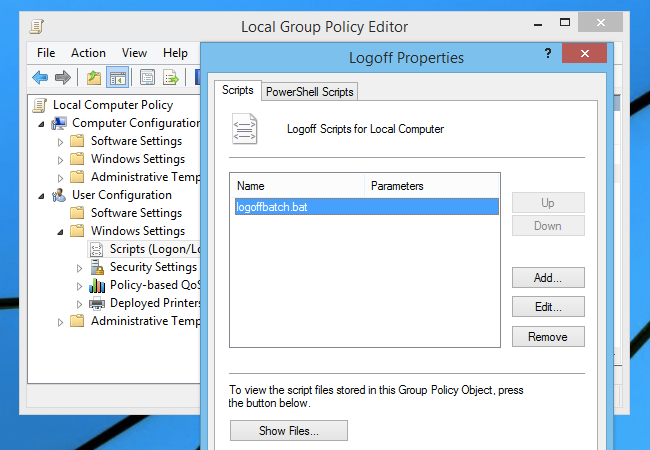 Local Group Policy Editor
File Action View Help
Logoff Properties
?
Scripts
PowerShell Scripts
Local Computer Policy
Computer Configuration
Software Settings
Windows Settings
Administrative Temp
User Configuration
Software Settings
Windows Settings
Scripts (Logon/Lo
Security Settings
Policy-based QoS
Deployed Printers
Administrative Temp
Logoff Scripts for Local Computer
Name Parameters
logoffbatch.bat
Up
Down
Add...
Edit...
Remove
To view the script files stored in this Group Policy Object, press
the button below.
Show Files...